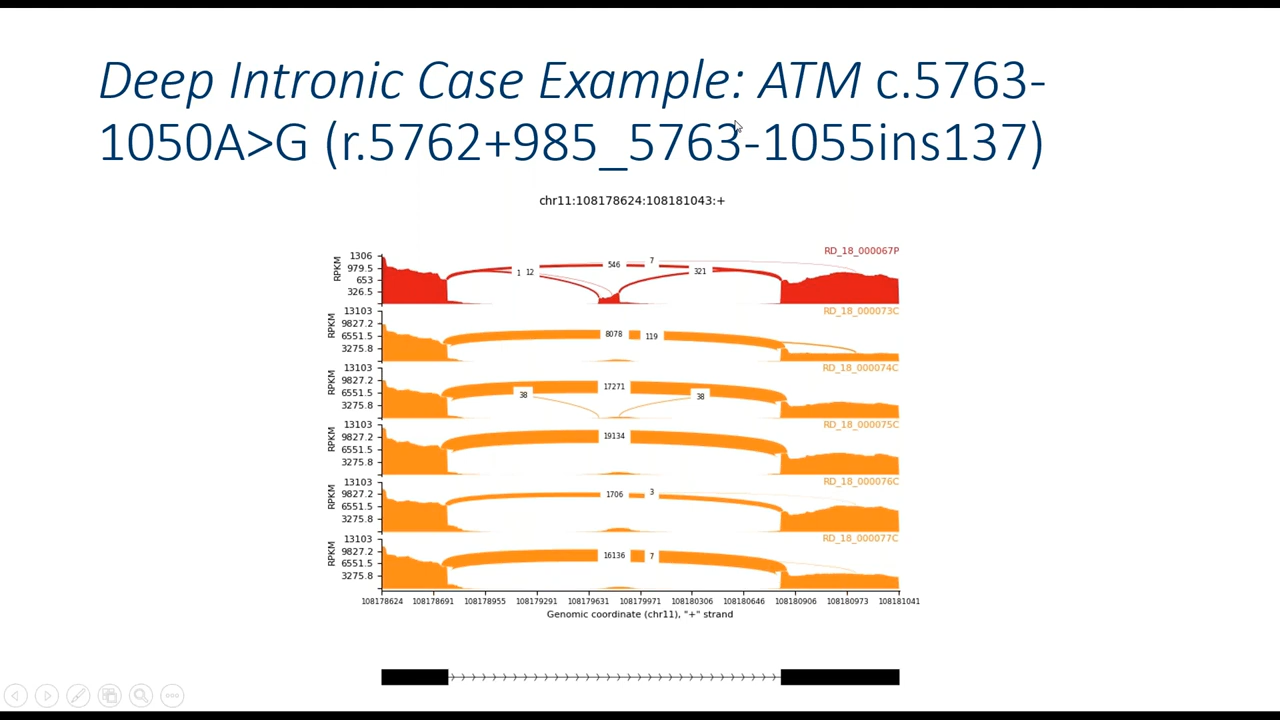 Deep Intronic Case Example: ATM c.5763-
1050A>G (r.5762+985_5763-1055ins137)
chr11:108178624:108181043:+
RD_18_000067P
RPKM
1306
979.5
653
326.5
1 12
546
7
321
RD_18_000073C
RPKM
13103
9827.2
6551.5
3275.8
8078
119
RD_18_000074C
RPKM
13103
9827.2
6551.5
3275.8
38
17271
38
RD_18_000075C
RPKM
13103
9827.2
6551.5
3275.8
19134
RD_18_000076C
RPKM
13103
9827.2
6551.5
3275.8
1706
3
RD_18_000077C
RPKM
13103
9827.2
6551.5
3275.8
16136
7
108178624 108178691 108178955 108179291 108179631 108179971 108180306 108180646 108180906 108180973 108181041
Genomic coordinate (chr11), "+" strand